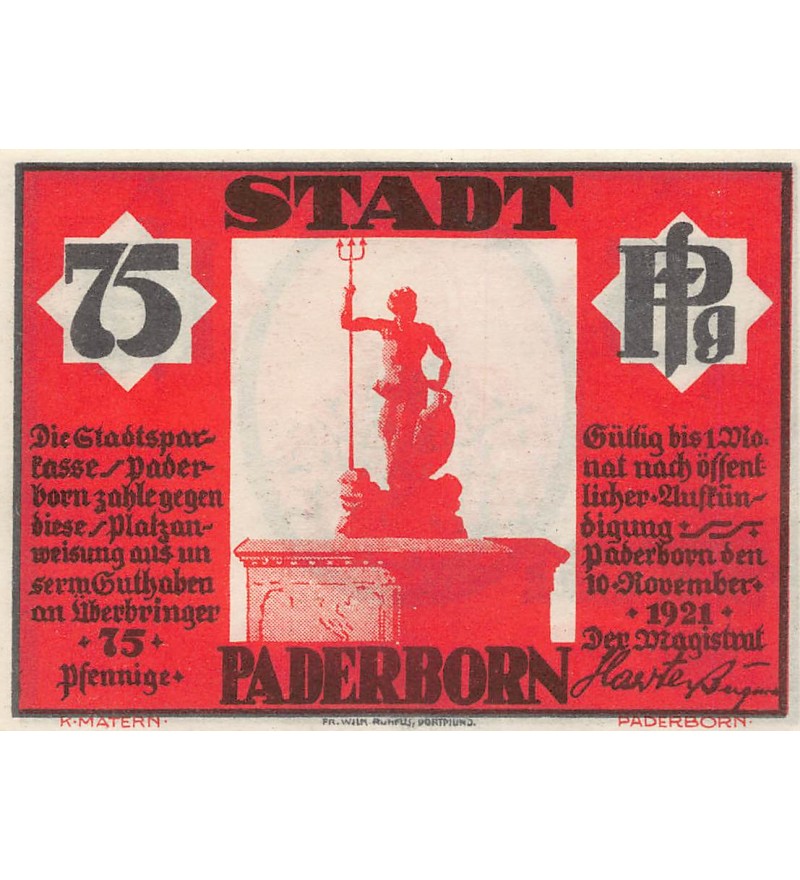 STADT
75
Pfg
Die Stadtspar-
kasse Pader-
born zahle gegen
diese Platzan-
weisung aus un
serm Guthaben
an Überbringer
75
Pfennige
Gültig bis 1. Mo-
nat nach öffent
licher Aufkün-
digung
Paderborn den
10. November
1921
Der Magistrat
PADERBORN
K. MATERN.
FR. WILH. RUHFUS, DORTMUND.
PADERBORN.